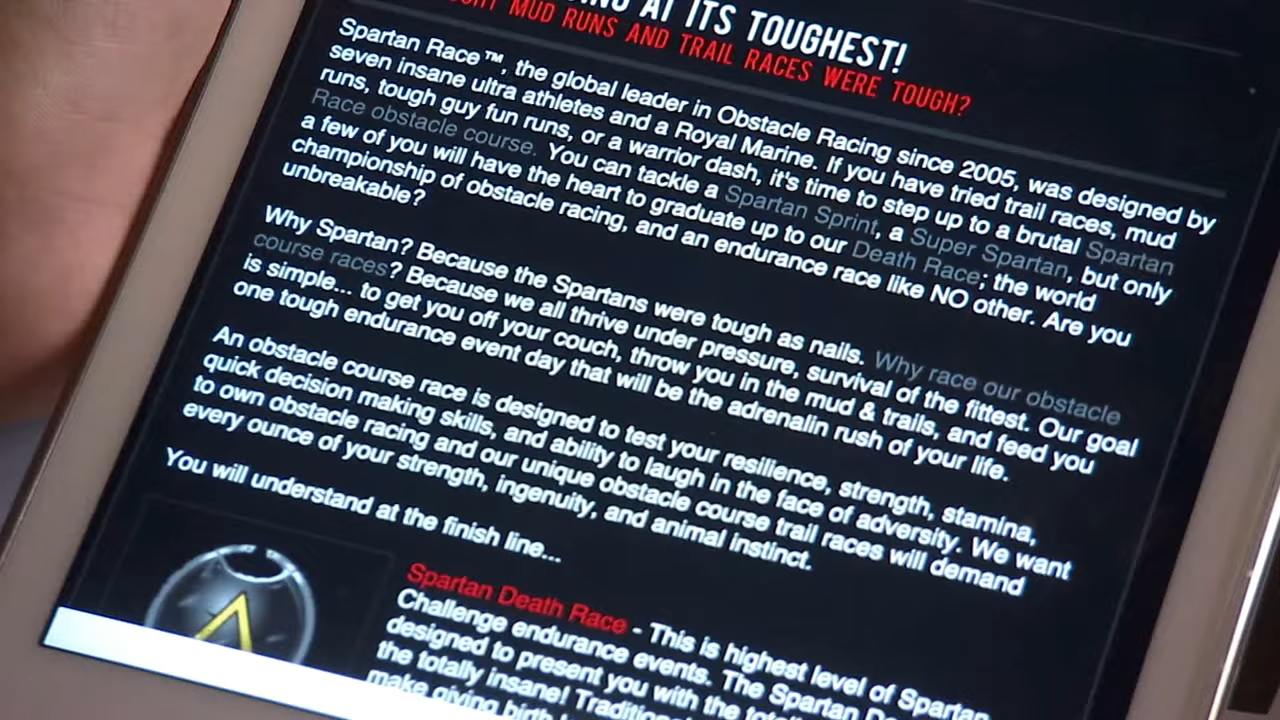 AT ITS TOUGHEST!
MUD RUNS AND TRAIL RACES WERE TOUGH?
Spartan Race™, the global leader in Obstacle Racing since 2005, was designed by
seven insane ultra athletes and a Royal Marine. If you have tried trail races, mud
runs, tough guy fun runs, or a warrior dash, it's time to step up to a brutal Spartan
Race obstacle course. You can tackle a Spartan Sprint, a Super Spartan, but only
a few of you will have the heart to graduate up to our Death Race; the world
championship of obstacle racing, and an endurance race like NO other. Are you
unbreakable?
Why Spartan? Because the Spartans were tough as nails. Why race our obstacle
course races? Because we all thrive under pressure, survival of the fittest. Our goal
is simple... to get you off your couch, throw you in the mud & trails, and feed you
one tough endurance event day that will be the adrenalin rush of your life.
An obstacle course race is designed to test your resilience, strength, stamina,
quick decision making skills, and ability to laugh in the face of adversity. We want
to own obstacle racing and our unique obstacle course trail races will demand
every ounce of your strength, ingenuity, and animal instinct.
You will understand at the finish line...
Spartan Death Race - This is highest level of Spartan
Challenge endurance events. The Spartan
designed to present you with the
the totally insane!
make giving birth